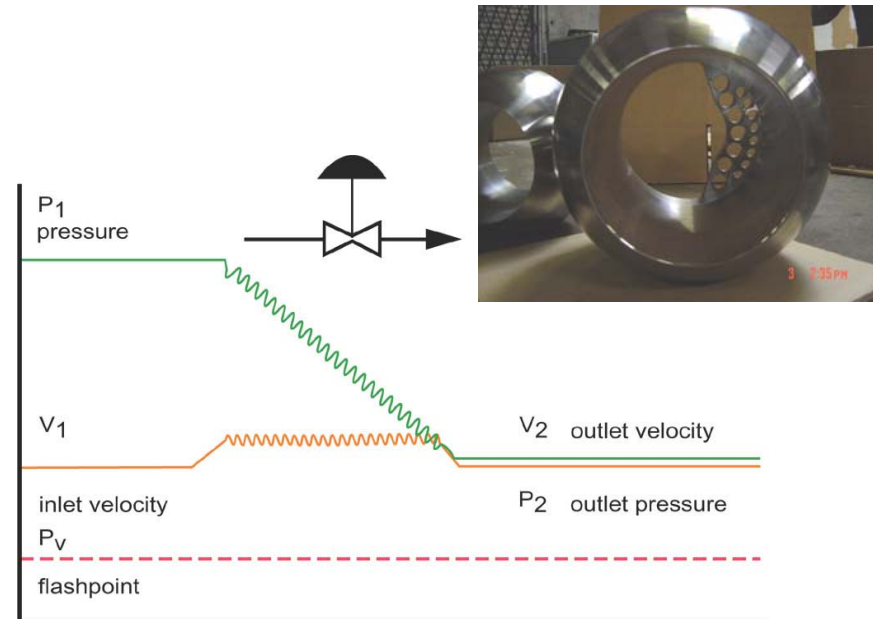 P1
pressure
V1
inlet velocity
Pv
flashpoint
V2 outlet velocity
P2 outlet pressure
3 2:35 PM